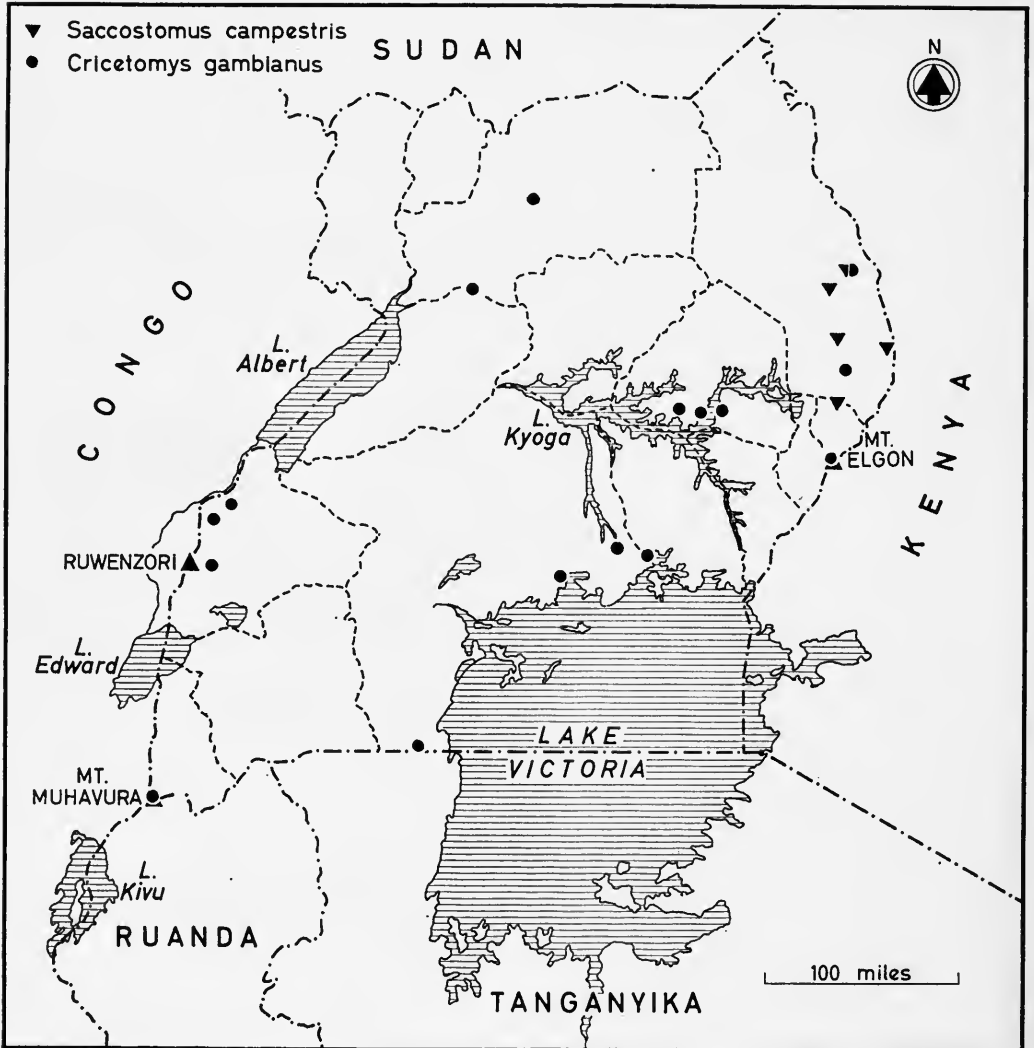 Saccostomus campestris
Cricetomys gambianus
SUDAN
N
CONGO
L.
Albert
L.
Kyoga
MT.
ELGON
KENYA
RUWENZORI
L.
Edward
LAKE
VICTORIA
MT.
MUHAVURA
L.
Kivu
RUANDA
100 miles
TANGANYIKA